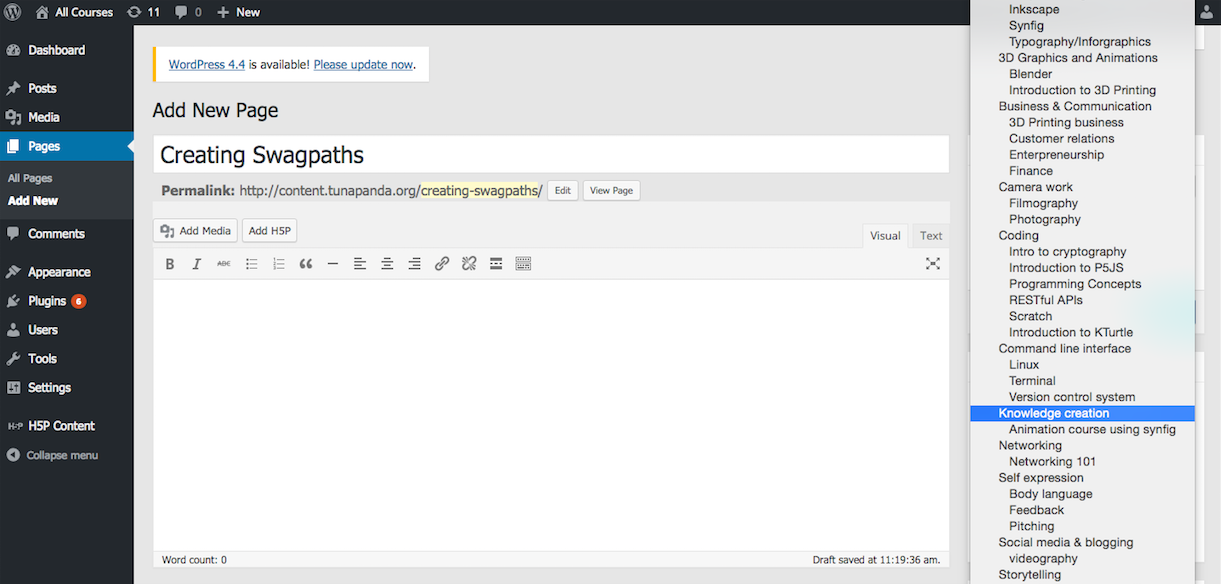 All Courses 11 0 New
Dashboard
Posts
Media
Pages
All Pages
Add New
Comments
Appearance
Plugins 6
Users
Tools
Settings
H-P H5P Content
Collapse menu
WordPress 4.4 is available! Please update now.
Add New Page
Creating Swagpaths
Permalink: http://content.tunapanda.org/creating-swagpaths/ Edit View Page
Add Media Add H5P
Visual Text
B I ABC
Word count: 0 Draft saved at 11:19:36 am.
Inkscape
Synfig
Typography/Inforgraphics
3D Graphics and Animations
Blender
Introduction to 3D Printing
Business & Communication
3D Printing business
Customer relations
Enterpreneurship
Finance
Camera work
Filmography
Photography
Coding
Intro to cryptography
Introduction to P5JS
Programming Concepts
RESTful APIs
Scratch
Introduction to KTurtle
Command line interface
Linux
Terminal
Version control system
Knowledge creation
Animation course using synfig
Networking
Networking 101
Self expression
Body language
Feedback
Pitching
Social media & blogging
videography
Storytelling